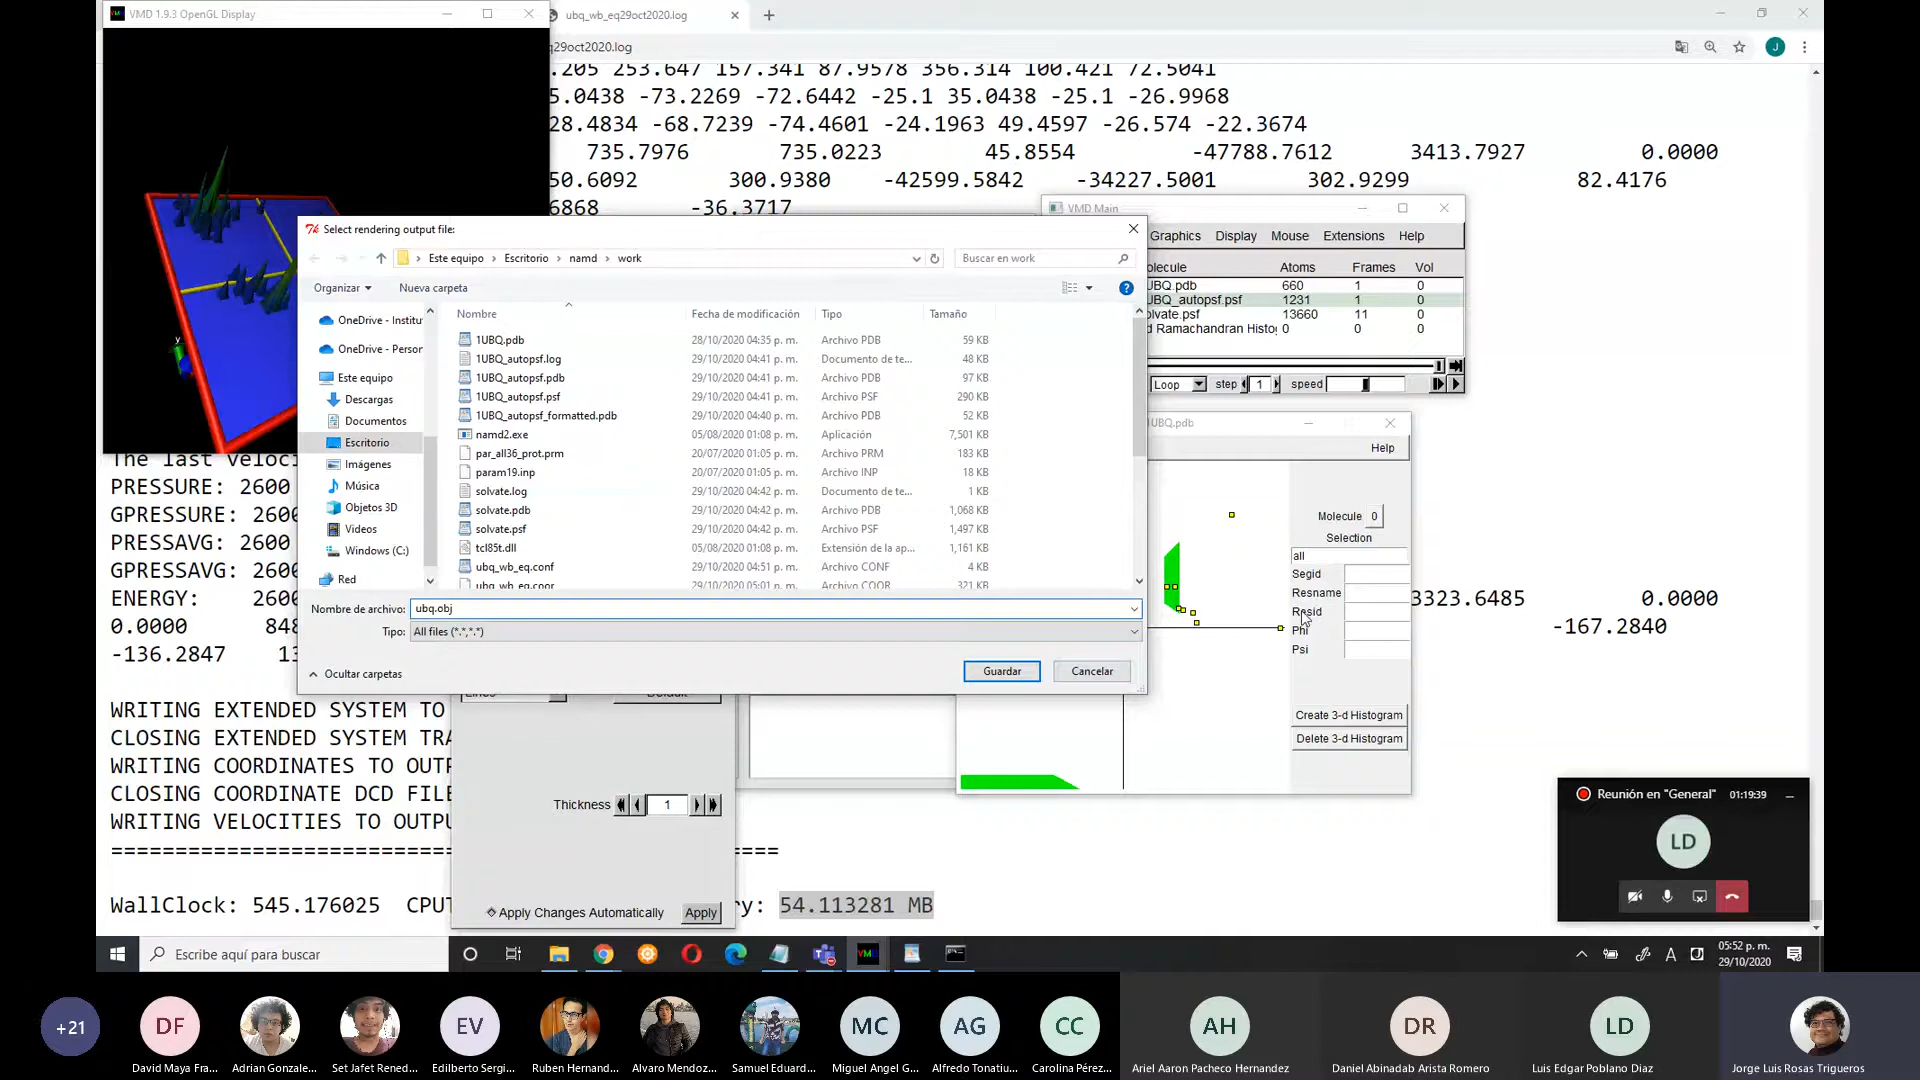 VMD 1.9.3 OpenGL Display
ubq_wb_eq29oct2020.log
q29oct2020.log
J
.205 253.647 157.341 87.9578 356.314 100.421 72.5041
5.0438 -73.2269 -72.6442 -25.1 35.0438 -25.1 -26.9968
28.4834 -68.7239 -74.4601 -24.1963 49.4597 -26.574 -22.3674
735.7976 735.0223 45.8554 -47788.7612 3413.7927 0.0000
50.6092 300.9380 -42599.5842 -34227.5001 302.9299 82.4176
6868 -36.3717
VMD Main
Graphics Display Mouse Extensions Help
olecule Atoms Frames Vol
UBQ.pdb 660 1 0
UBQ_autopsf.psf 1231 1 0
olvate.psf 13660 11 0
d Ramachandran Histo 0 0 0
Loop step 1 speed
y
Select rendering output file:
Este equipo Escritorio namd work
Buscar en work
Organizar Nueva carpeta
OneDrive - Institu
OneDrive - Person
Este equipo
Descargas
Documentos
Escritorio
Imágenes
Música
Objetos 3D
Videos
Windows (C:)
Red
Nombre Fecha de modificación Tipo Tamaño
1UBQ.pdb 28/10/2020 04:35 p. m. Archivo PDB 59 KB
1UBQ_autopsf.log 29/10/2020 04:41 p. m. Documento de te... 48 KB
1UBQ_autopsf.pdb 29/10/2020 04:41 p. m. Archivo PDB 97 KB
1UBQ_autopsf.psf 29/10/2020 04:41 p. m. Archivo PSF 290 KB
1UBQ_autopsf_formatted.pdb 29/10/2020 04:40 p. m. Archivo PDB 52 KB
namd2.exe 05/08/2020 01:08 p. m. Aplicación 7,501 KB
par_all36_prot.prm 20/07/2020 01:05 p. m. Archivo PRM 183 KB
param19.inp 20/07/2020 01:05 p. m. Archivo INP 18 KB
solvate.log 29/10/2020 04:42 p. m. Documento de te... 1 KB
solvate.pdb 29/10/2020 04:42 p. m. Archivo PDB 1,068 KB
solvate.psf 29/10/2020 04:42 p. m. Archivo PSF 1,497 KB
tcl85t.dll 05/08/2020 01:08 p. m. Extensión de la ap... 1,161 KB
ubq_wb_eq.conf 29/10/2020 04:51 p. m. Archivo CONF 4 KB
ubq_wb_eq.coor 29/10/2020 05:01 p. m. Archivo COOR 321 KB
Nombre de archivo: ubq.obj
Tipo: All files (*.*,*.*)
Ocultar carpetas
Guardar Cancelar
UBQ.pdb
Help
Molecule 0
Selection
all
Segid
Resname
Resid
Phi
Psi
Create 3-d Histogram
Delete 3-d Histogram
The last veloci
PRESSURE: 2600
GPRESSURE: 2600
PRESSAVG: 2600
GPRESSAVG: 2600
ENERGY: 2600 3323.6485 0.0000
0.0000 848 -167.2840
-136.2847 13
Lines Default
WRITING EXTENDED SYSTEM TO
CLOSING EXTENDED SYSTEM TRA
WRITING COORDINATES TO OUTP
CLOSING COORDINATE DCD FILE
WRITING VELOCITIES TO OUTPU
Thickness 1
WallClock: 545.176025 CPUT
Apply Changes Automatically Apply
y: 54.113281 MB
Reunión en "General" 01:19:39
LD
Escribe aquí para buscar
VMD
05:52 p. m.
29/10/2020
+21
DF
EV
MC
AG
CC
AH
DR
LD
David Maya Fra...
Adrian Gonzale...
Set Jafet Rened...
Edilberto Sergi...
Ruben Hernand...
Alvaro Mendoz...
Samuel Eduard...
Miguel Angel G...
Alfredo Tonatiu...
Carolina Pérez...
Ariel Aaron Pacheco Hernandez
Daniel Abinadab Arista Romero
Luis Edgar Poblano Diaz
Jorge Luis Rosas Trigueros